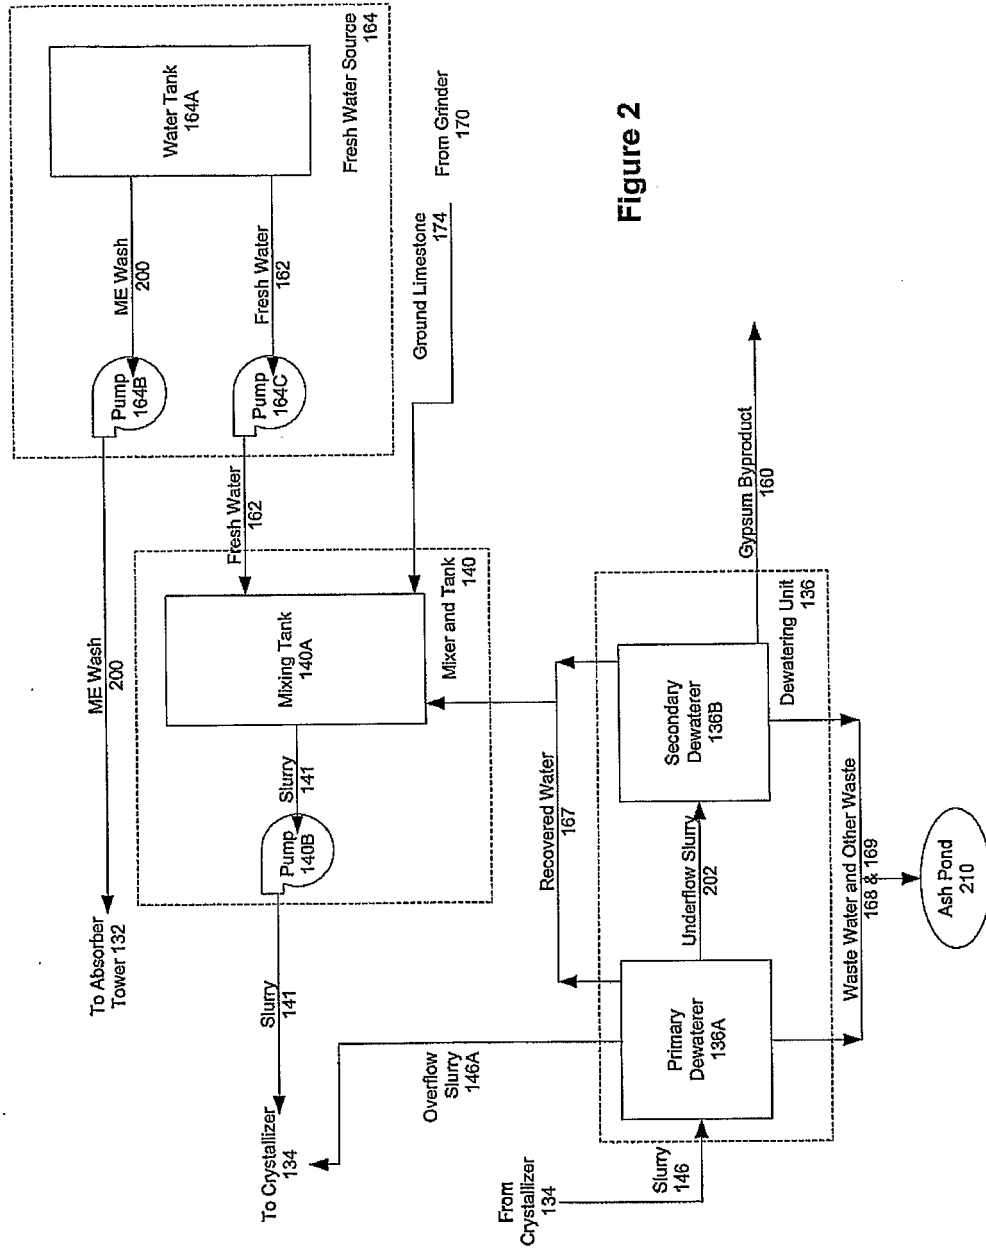 To Absorber
Tower 132
ME Wash
200
Pump
164B
ME Wash
200
Water Tank
164A
Fresh Water
162
Pump
164C
Fresh Water
162
Fresh Water Source
164
To Crystallizer
134
Slurry
141
Pump
140B
Slurry
141
Mixing Tank
140A
Mixer and Tank
140
Ground Limestone
174
From Grinder
170
Overflow
Slurry
146A
Recovered Water
167
From
Crystallizer
134
Slurry
146
Primary
Dewaterer
136A
Underflow Slurry
202
Secondary
Dewaterer
136B
Dewatering Unit
136
Gypsum Byproduct
160
Waste Water and Other Waste
168 & 169
Ash Pond
210
Figure 2